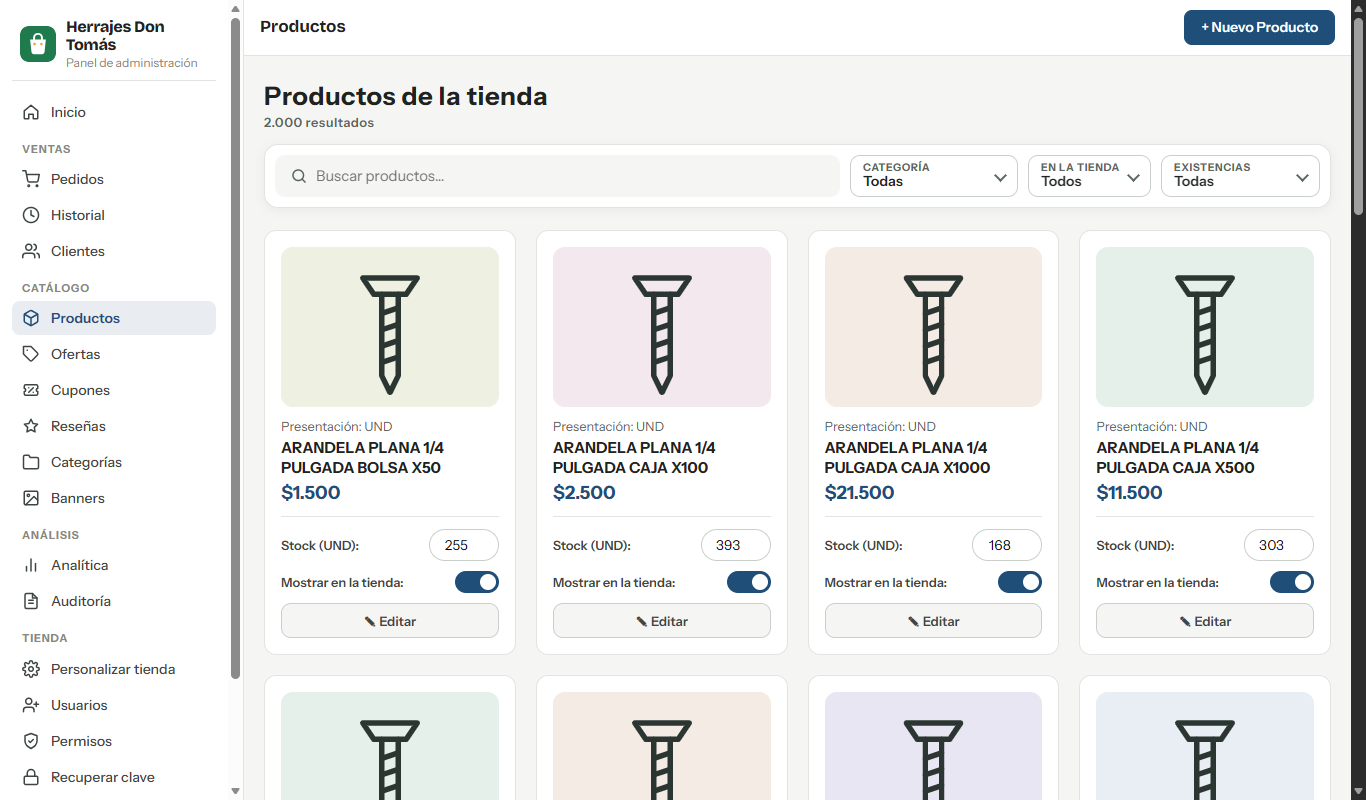 Herrajes Don
Tomás
Panel de administración
Inicio
VENTAS
Pedidos
Historial
Clientes
CATÁLOGO
Productos
Ofertas
Cupones
Reseñas
Categorías
Banners
ANÁLISIS
Analítica
Auditoría
TIENDA
Personalizar tienda
Usuarios
Permisos
Recuperar clave
Productos
+ Nuevo Producto
Productos de la tienda
2.000 resultados
Buscar productos...
CATEGORÍA
Todas
EN LA TIENDA
Todos
EXISTENCIAS
Todas
Presentación: UND
ARANDELA PLANA 1/4
PULGADA BOLSA X50
$1.500
Stock (UND): 255
Mostrar en la tienda:
Editar
Presentación: UND
ARANDELA PLANA 1/4
PULGADA CAJA X100
$2.500
Stock (UND): 393
Mostrar en la tienda:
Editar
Presentación: UND
ARANDELA PLANA 1/4
PULGADA CAJA X1000
$21.500
Stock (UND): 168
Mostrar en la tienda:
Editar
Presentación: UND
ARANDELA PLANA 1/4
PULGADA CAJA X500
$11.500
Stock (UND): 303
Mostrar en la tienda:
Editar